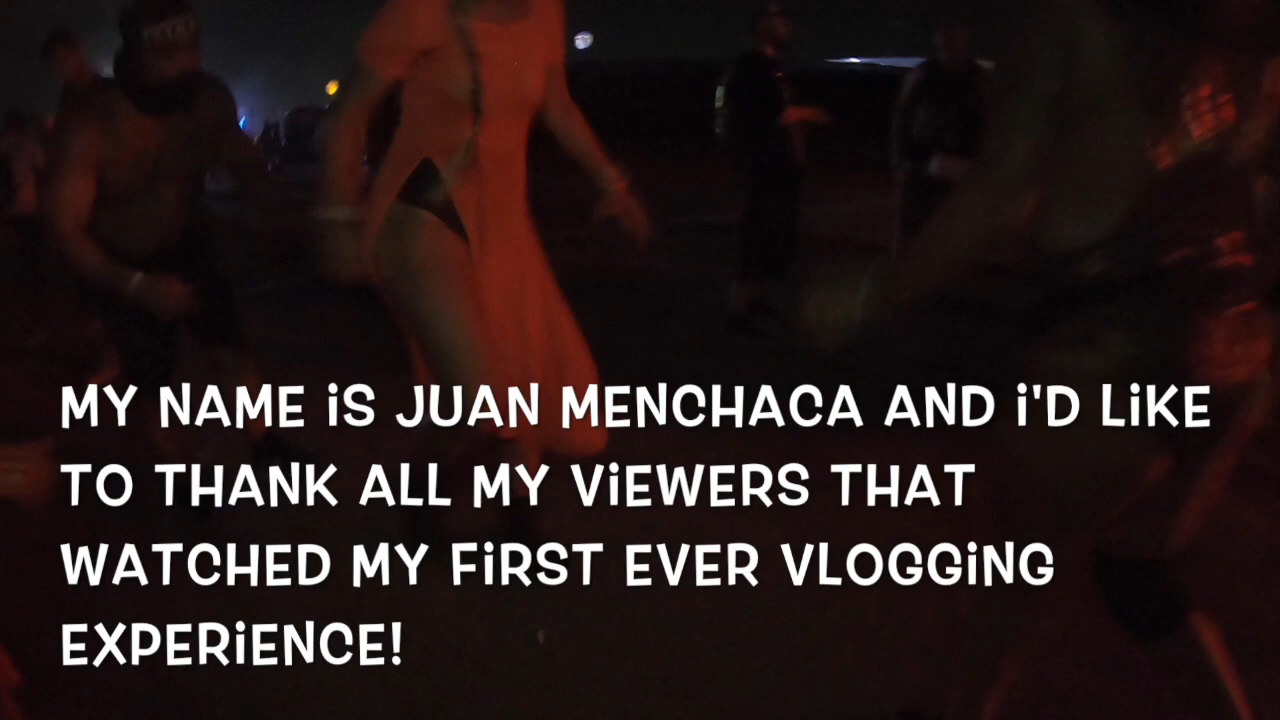 MY NAME iS JUAN MENCHACA AND i'D LiKE
TO THANK ALL MY ViEWERS THAT
WATCHED MY FiRST EVER VLOGGiNG
EXPERiENCE!